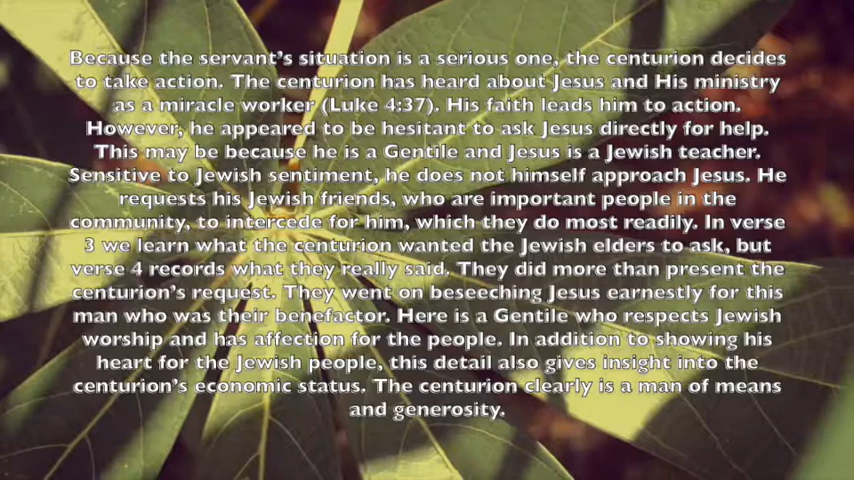 Because the servant's situation is a serious one, the centurion decides
to take action. The centurion has heard about Jesus and His ministry
as a miracle worker (Luke 4:37). His faith leads him to action.
However, he appeared to be hesitant to ask Jesus directly for help.
This may be because he is a Gentile and Jesus is a Jewish teacher.
Sensitive to Jewish sentiment, he does not himself approach Jesus. He
requests his Jewish friends, who are important people in the
community, to intercede for him, which they do most readily. In verse
3 we learn what the centurion wanted the Jewish elders to ask, but
verse 4 records what they really said. They did more than present the
centurion's request. They went on beseeching Jesus earnestly for this
man who was their benefactor. Here is a Gentile who respects Jewish
worship and has affection for the people. In addition to showing his
heart for the Jewish people, this detail also gives insight into the
centurion's economic status. The centurion clearly is a man of means
and generosity.